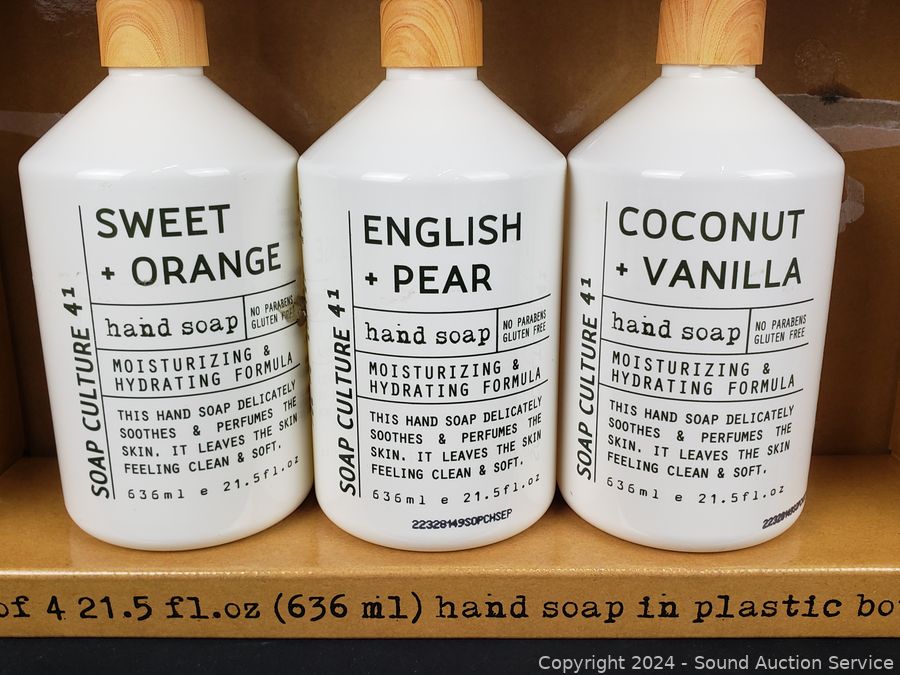 SWEET
+ ORANGE
hand soap
NO PARABENS
GLUTEN FREE
MOISTURIZING &
HYDRATING FORMULA
THIS HAND SOAP DELICATELY
SOOTHES & PERFUMES THE
SKIN. IT LEAVES THE SKIN
FEELING CLEAN & SOFT.
636ml e 21.5fl.oz
SOAP CULTURE 41
ENGLISH
+ PEAR
hand soap
NO PARABENS
GLUTEN FREE
MOISTURIZING &
HYDRATING FORMULA
THIS HAND SOAP DELICATELY
SOOTHES & PERFUMES THE
SKIN. IT LEAVES THE SKIN
FEELING CLEAN & SOFT.
636ml e 21.5fl.oz
22328149SOPCHSEP
SOAP CULTURE 41
COCONUT
+ VANILLA
hand soap
NO PARABENS
GLUTEN FREE
MOISTURIZING &
HYDRATING FORMULA
THIS HAND SOAP DELICATELY
SOOTHES & PERFUMES THE
SKIN. IT LEAVES THE SKIN
FEELING CLEAN & SOFT.
636ml e 21.5fl.oz
SOAP CULTURE 41
of 4 21.5 fl.oz (636 ml) hand soap in plastic bo
Copyright 2024 - Sound Auction Service